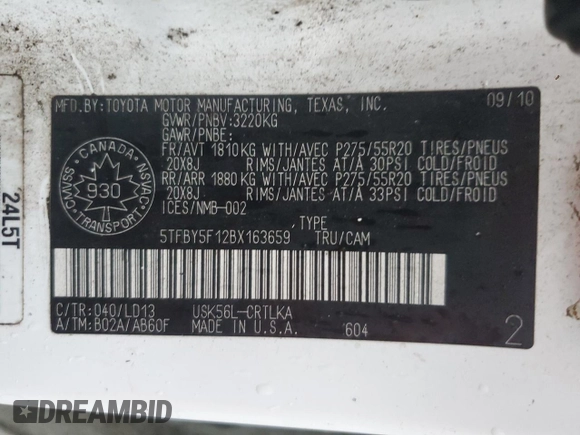 MFD.BY:TOYOTA MOTOR MANUFACTURING, TEXAS, INC. 09/10
GVWR/PNBV:3220KG
GAWR/PNBE:
FR/AVT 1810KG WITH/AVEC P275/55R20 TIRES/PNEUS
20X8J RIMS/JANTES AT/A 30PSI COLD/FROID
RR/ARR 1880KG WITH/AVEC P275/55R20 TIRES/PNEUS
20X8J RIMS/JANTES AT/A 33PSI COLD/FROID
ICES/NMB-002
,TYPE
5TFBY5F12BX163659 TRU/CAM
CANADA
SVMNO NSVAC
930
TRANSPORT
C/TR:040/LD13 USK56L-CRTLKA
A/TM:B02A/AB60F MADE IN U.S.A. 604
2
24L5T
DREAMBID